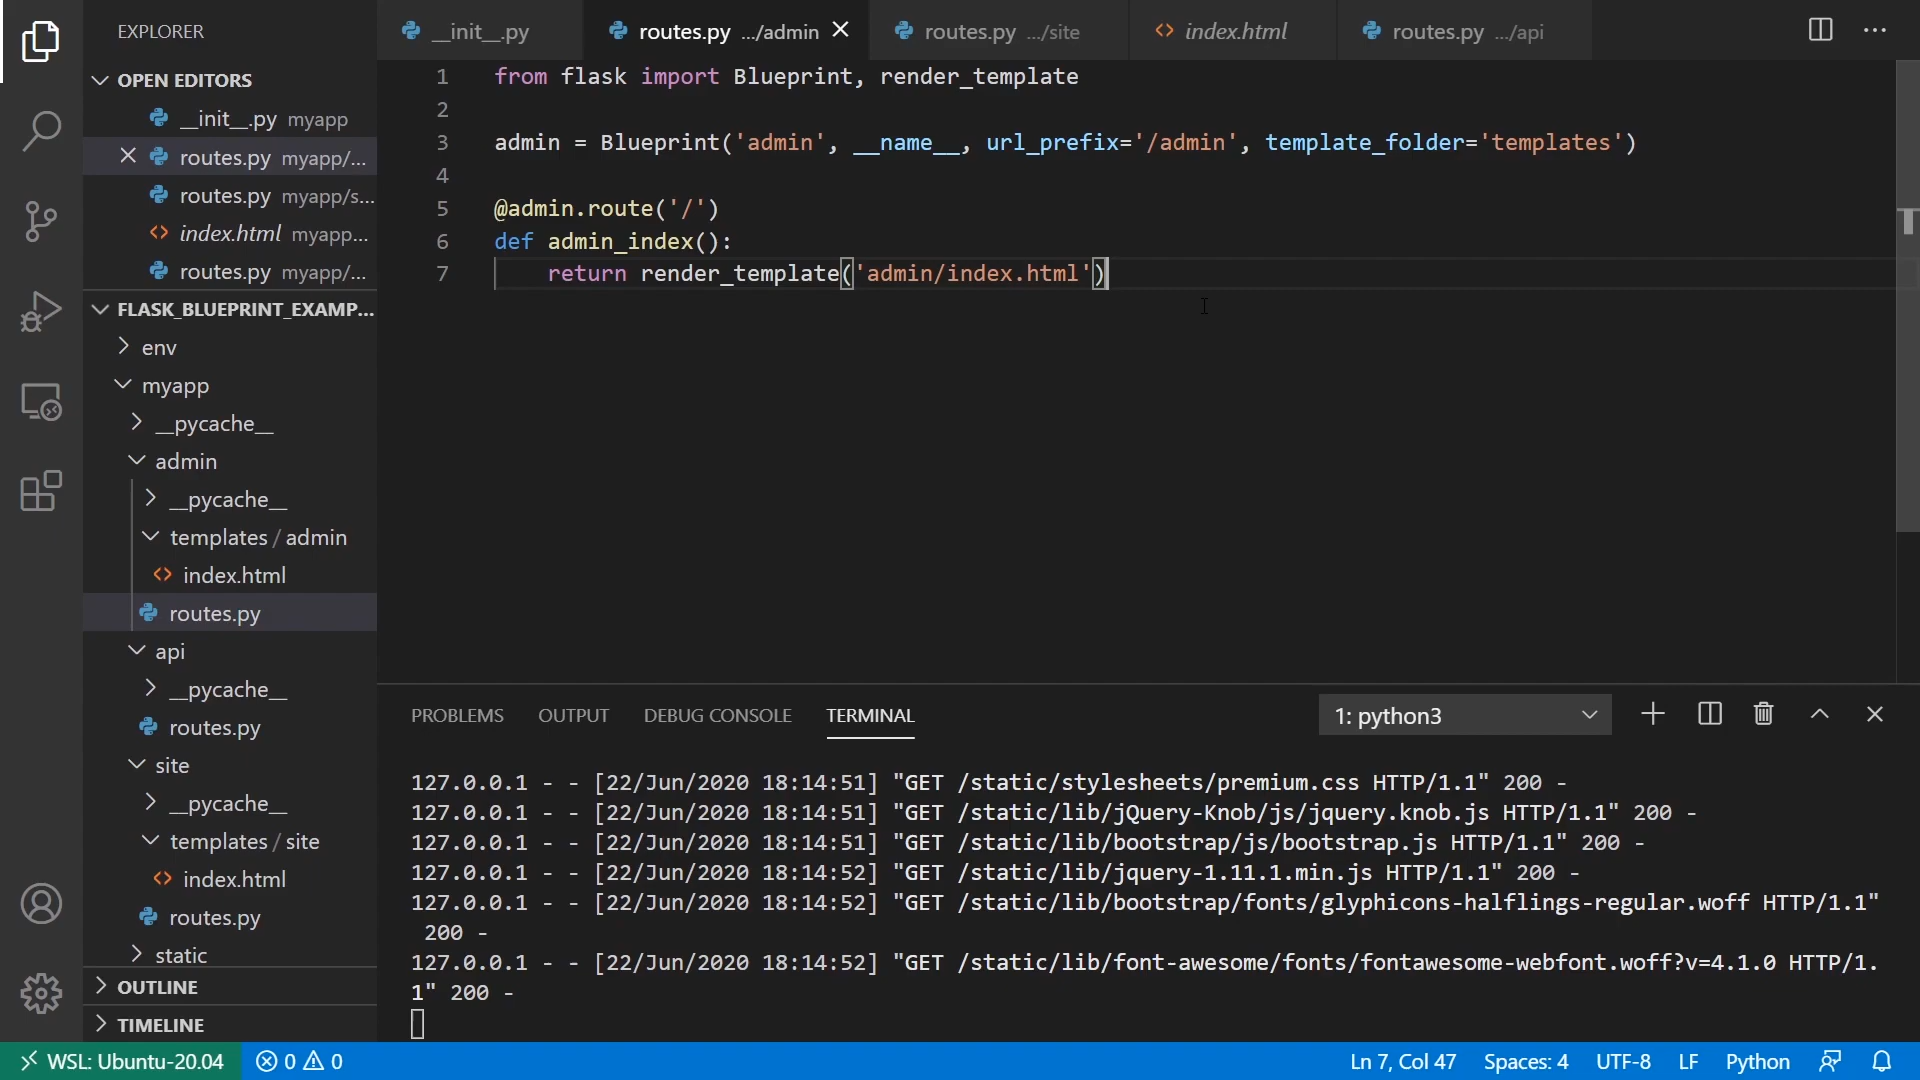 EXPLORER
OPEN EDITORS
__init__.py myapp
routes.py myapp/...
routes.py myapp/s...
index.html myapp...
routes.py myapp/...
FLASK_BLUEPRINT_EXAMP...
env
myapp
__pycache__
admin
__pycache__
templates / admin
index.html
routes.py
api
__pycache__
routes.py
site
__pycache__
templates / site
index.html
routes.py
static
OUTLINE
TIMELINE
__init__.py
routes.py .../admin
routes.py .../site
index.html
routes.py .../api
1 from flask import Blueprint, render_template
2
3 admin = Blueprint('admin', __name__, url_prefix='/admin', template_folder='templates')
4
5 @admin.route('/')
6 def admin_index():
7 return render_template('admin/index.html')
PROBLEMS OUTPUT DEBUG CONSOLE TERMINAL 1: python3
127.0.0.1 - - [22/Jun/2020 18:14:51] "GET /static/stylesheets/premium.css HTTP/1.1" 200 -
127.0.0.1 - - [22/Jun/2020 18:14:51] "GET /static/lib/jQuery-Knob/js/jquery.knob.js HTTP/1.1" 200 -
127.0.0.1 - - [22/Jun/2020 18:14:51] "GET /static/lib/bootstrap/js/bootstrap.js HTTP/1.1" 200 -
127.0.0.1 - - [22/Jun/2020 18:14:52] "GET /static/lib/jquery-1.11.1.min.js HTTP/1.1" 200 -
127.0.0.1 - - [22/Jun/2020 18:14:52] "GET /static/lib/bootstrap/fonts/glyphicons-halflings-regular.woff HTTP/1.1"
200 -
127.0.0.1 - - [22/Jun/2020 18:14:52] "GET /static/lib/font-awesome/fonts/fontawesome-webfont.woff?v=4.1.0 HTTP/1.
1" 200 -
WSL: Ubuntu-20.04 0 0 Ln 7, Col 47 Spaces: 4 UTF-8 LF Python